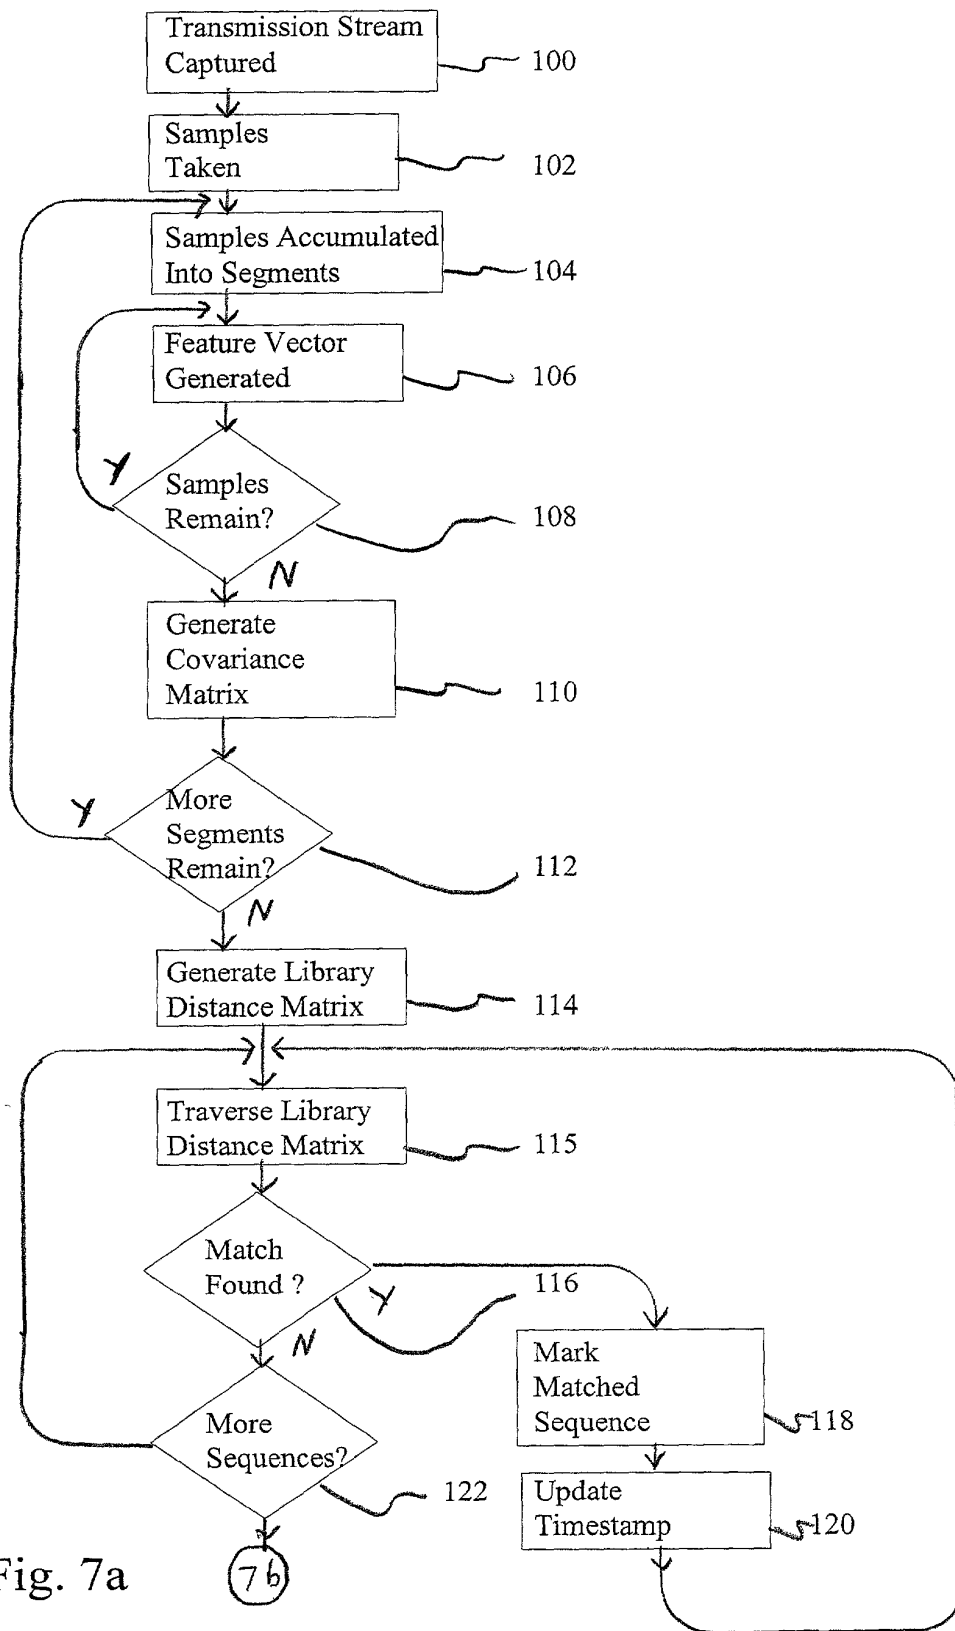 Transmission Stream
Captured
100
Samples
Taken
102
Samples Accumulated
Into Segments
104
Feature Vector
Generated
106
Y
Samples
Remain?
108
N
Generate
Covariance
Matrix
110
Y
More
Segments
Remain?
112
N
Generate Library
Distance Matrix
114
Traverse Library
Distance Matrix
115
Match
Found ?
116
Y
N
Mark
Matched
Sequence
118
More
Sequences?
122
Update
Timestamp
120
Fig. 7a
7b